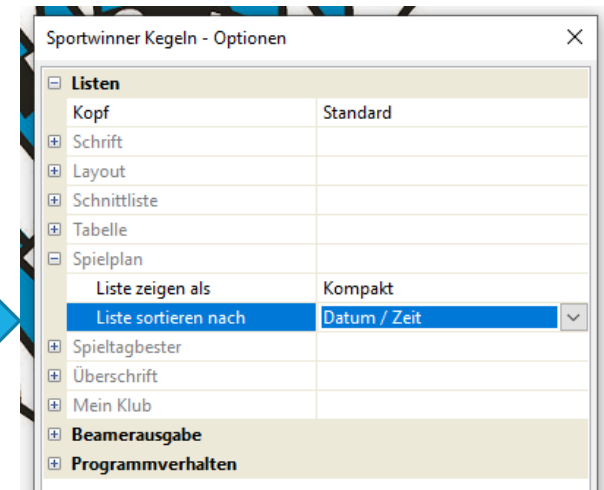 Sportwinner Kegeln - Optionen
Listen
Kopf Standard
Schrift
Layout
Schnittliste
Tabelle
Spielplan
Liste zeigen als Kompakt
Liste sortieren nach Datum / Zeit
Spieltagbester
Überschrift
Mein Klub
Beamerausgabe
Programmverhalten